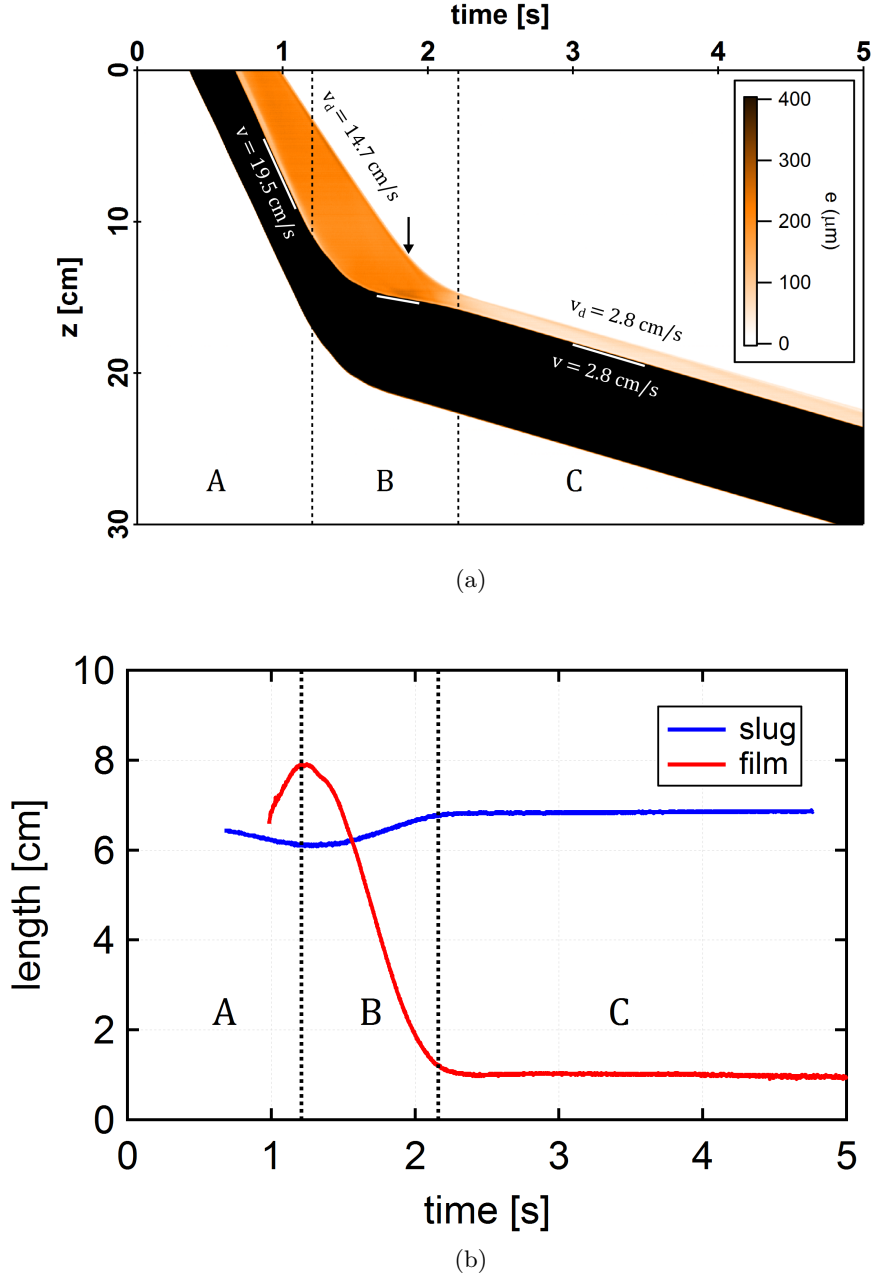 time [s]
0 1 2 3 4 5
z [cm]
0
10
20
30
v = 19.5 cm/s
v_d = 14.7 cm/s
v_d = 2.8 cm/s
v = 2.8 cm/s
A B C
400
300
200
100
0
e (μm)
(a)
10
8
6
4
2
0
length [cm]
slug
film
A B C
0 1 2 3 4 5
time [s]
(b)